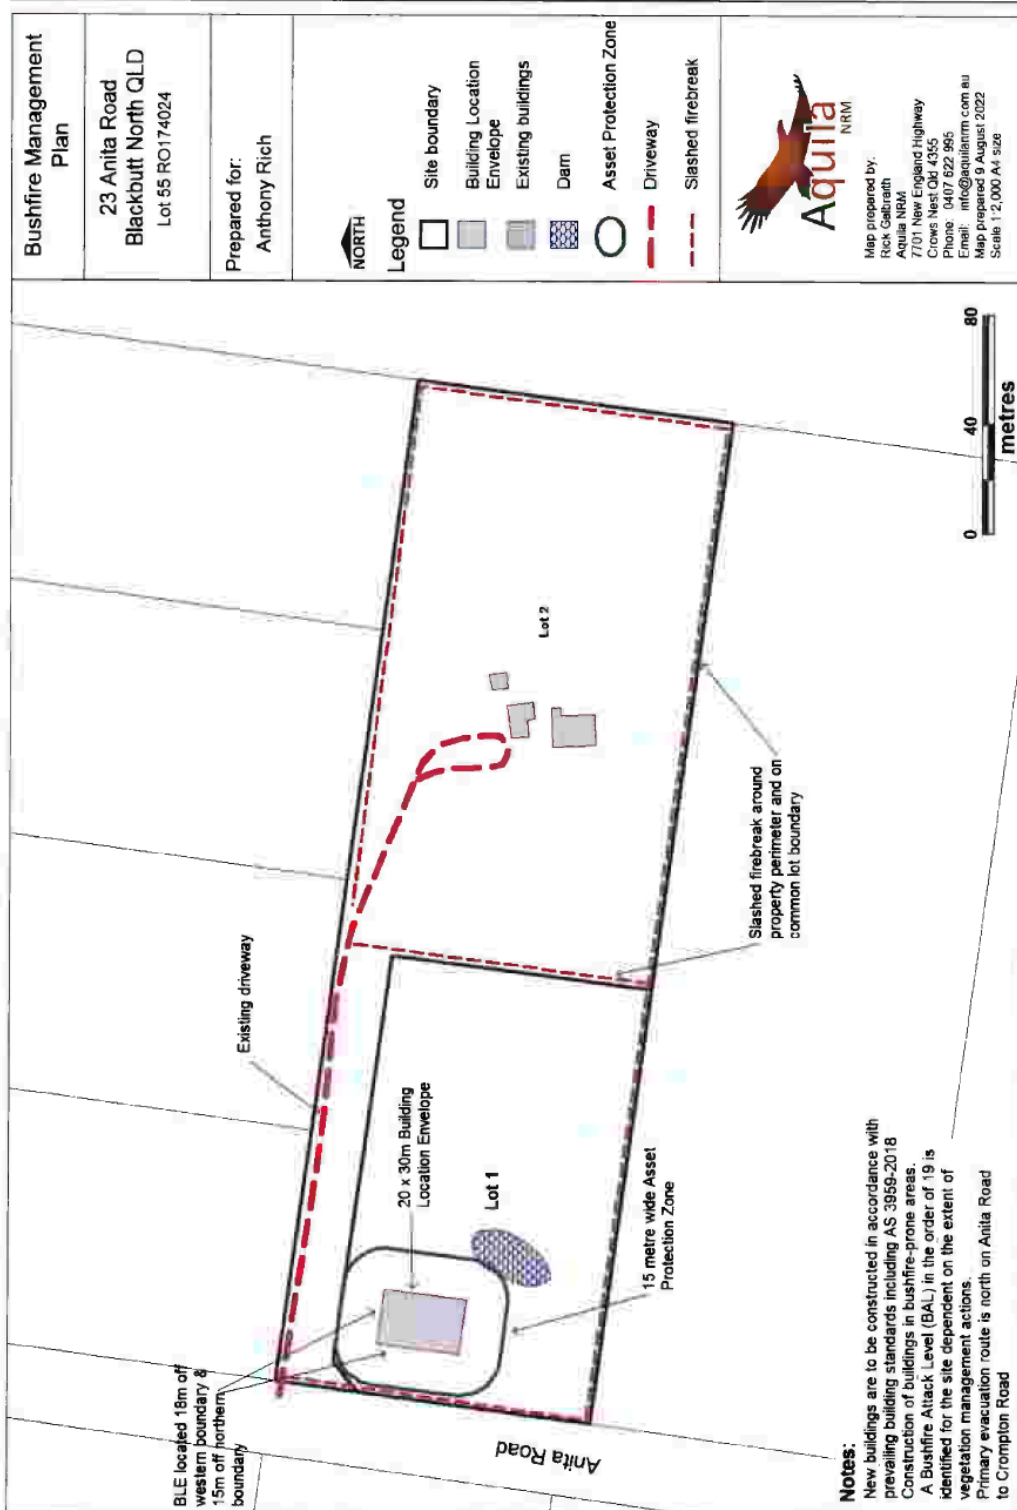 Bushfire Management
Plan
23 Anita Road
Blackbutt North QLD
Lot 55 RO174024
Prepared for:
Anthony Rich
NORTH
Legend
Site boundary
Building Location
Envelope
Existing buildings
Dam
Asset Protection Zone
Driveway
Slashed firebreak
Aquila
NRM
Map prepared by:
Rick Galbraith
Aquila NRM
7701 New England Highway
Crows Nest Qld 4355
Phone: 0407 622 995
Email: info@aquilanrm.com.au
Map prepared 9 August 2022
Scale 1:2,000 A4 size
BLE located 18m off
western boundary &
15m off northern
boundary
Existing driveway
20 x 30m Building
Location Envelope
Lot 1
Lot 2
15 metre wide Asset
Protection Zone
Slashed firebreak around
property perimeter and on
common lot boundary
Anita Road
0 40 80
metres
Notes:
New buildings are to be constructed in accordance with
prevailing building standards including AS 3959-2018
Construction of buildings in bushfire-prone areas.
A Bushfire Attack Level (BAL) in the order of 19 is
identified for the site dependent on the extent of
vegetation management actions.
Primary evacuation route is north on Anita Road
to Crompton Road